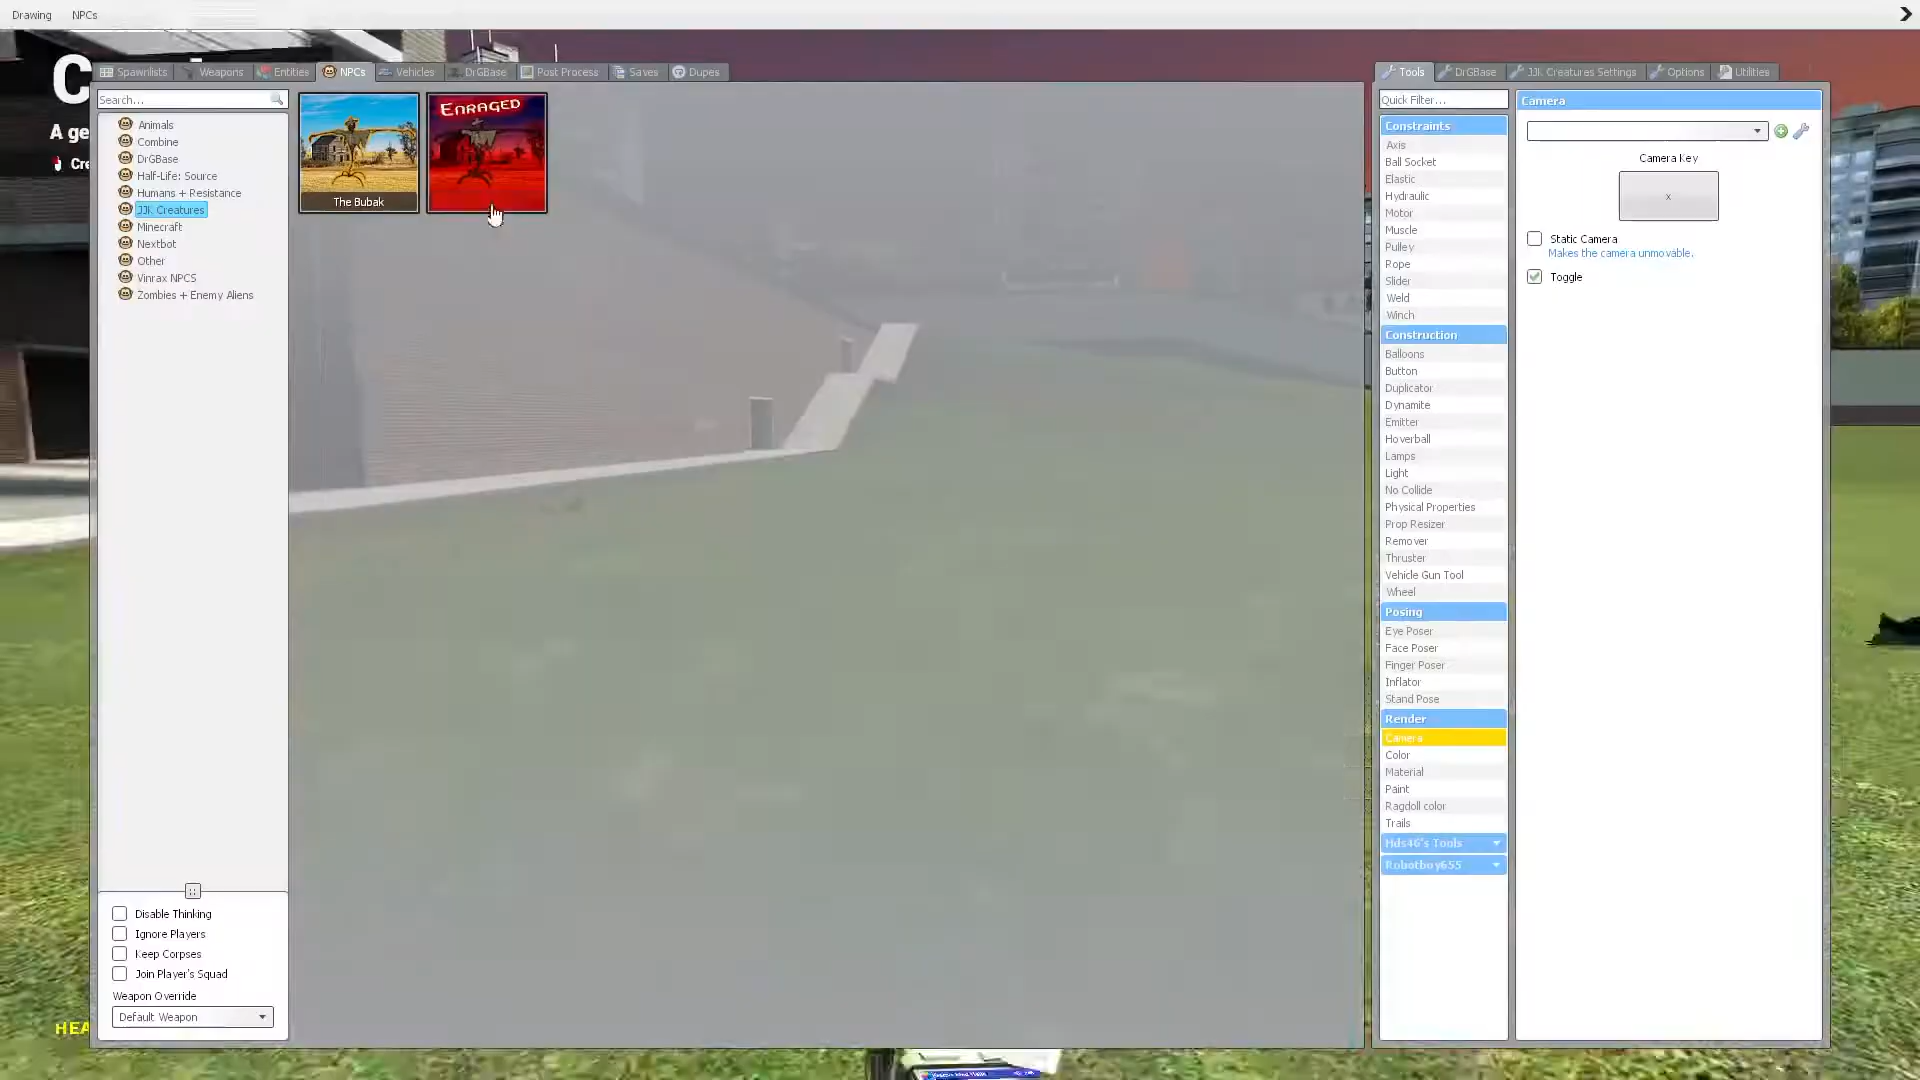 Drawing NPCs
C
A ge
Cre
Spawnlists Weapons Entities NPCs Vehicles DrGBase Post Process Saves Dupes
Search...
Animals
Combine
DrGBase
Half-Life: Source
Humans + Resistance
JJK Creatures
Minecraft
Nextbot
Other
Vinrax NPCS
Zombies + Enemy Aliens
The Bubak
ENRAGED
Disable Thinking
Ignore Players
Keep Corpses
Join Player's Squad
Weapon Override
Default Weapon
HEA
Tools DrGBase JJK Creatures Settings Options Utilities
Quick Filter...
Constraints
Axis
Ball Socket
Elastic
Hydraulic
Motor
Muscle
Pulley
Rope
Slider
Weld
Winch
Construction
Balloons
Button
Duplicator
Dynamite
Emitter
Hoverball
Lamps
Light
No Collide
Physical Properties
Prop Resizer
Remover
Thruster
Vehicle Gun Tool
Wheel
Posing
Eye Poser
Face Poser
Finger Poser
Inflator
Stand Pose
Render
Camera
Color
Material
Paint
Ragdoll color
Trails
Hds46's Tools
Robotboy655
Camera
Camera Key
x
Static Camera
Makes the camera unmovable.
Toggle